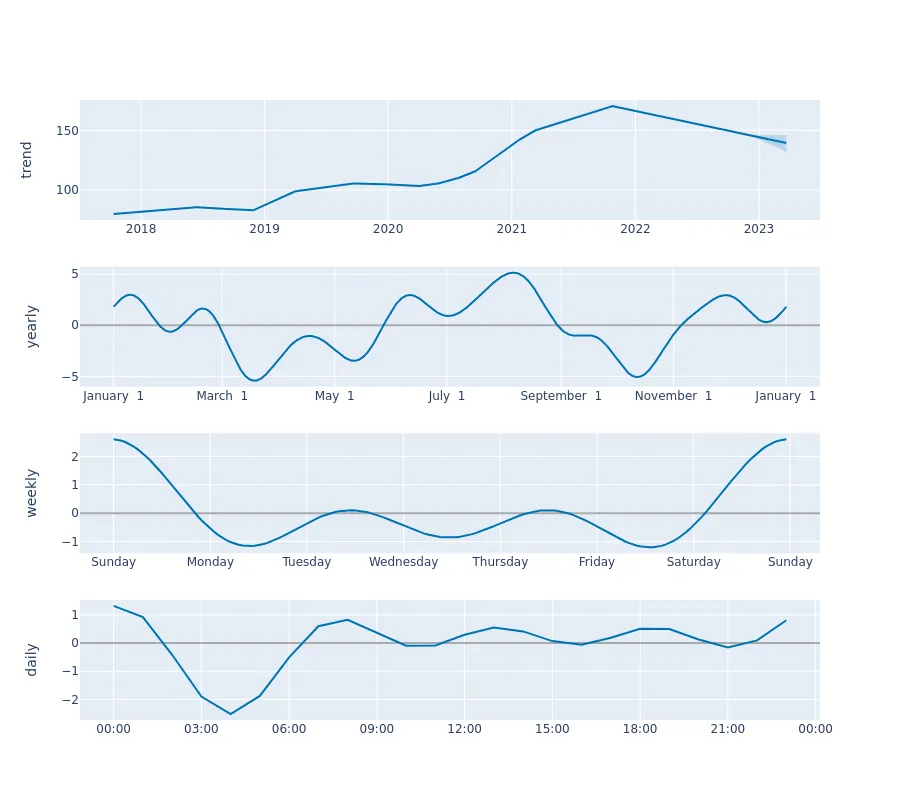 trend
150
100
2018 2019 2020 2021 2022 2023
yearly
5
0
−5
January 1 March 1 May 1 July 1 September 1 November 1 January 1
weekly
2
1
0
−1
Sunday Monday Tuesday Wednesday Thursday Friday Saturday Sunday
daily
1
0
−1
−2
00:00 03:00 06:00 09:00 12:00 15:00 18:00 21:00 00:00